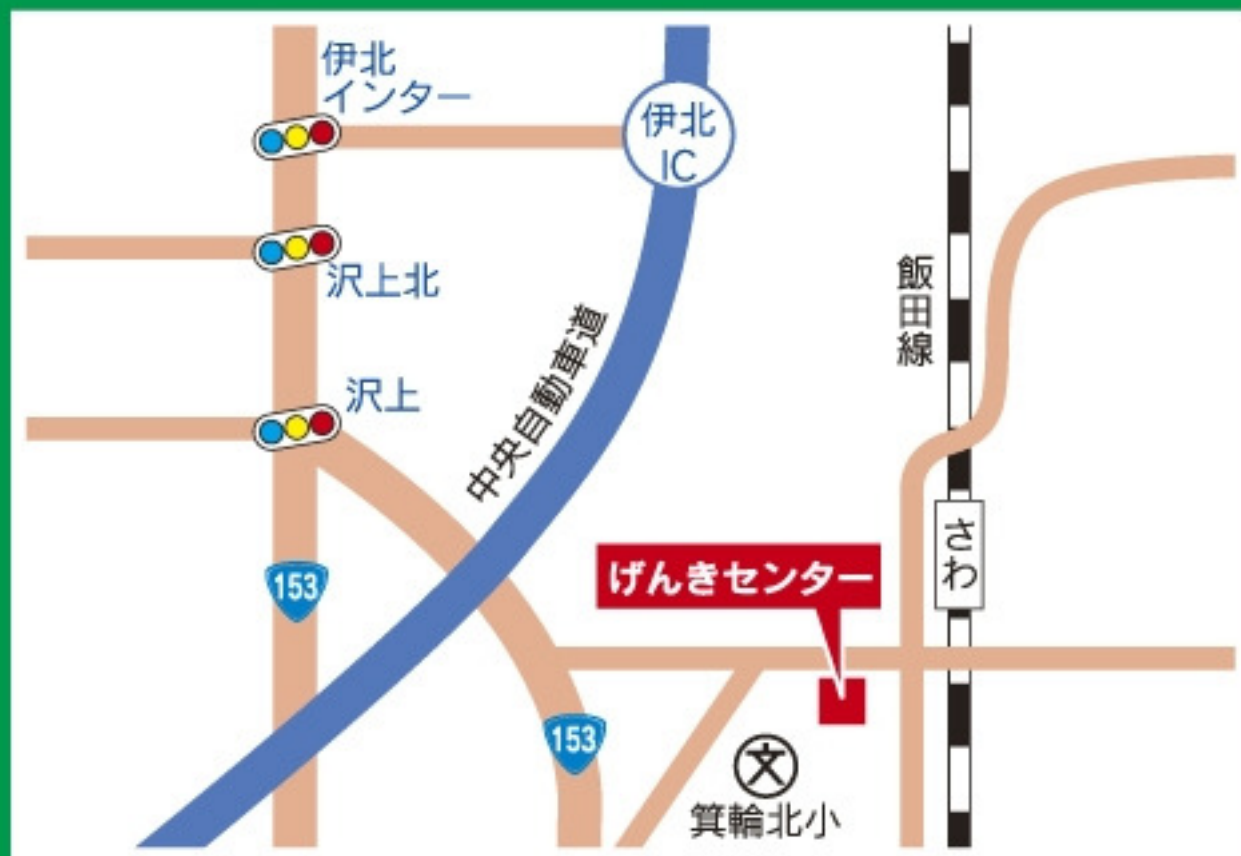 伊北
インター
伊北
IC
沢上北
飯
田
線
沢上
中央自動車道
さわ
げんきセンター
153
153
文
箕輪北小